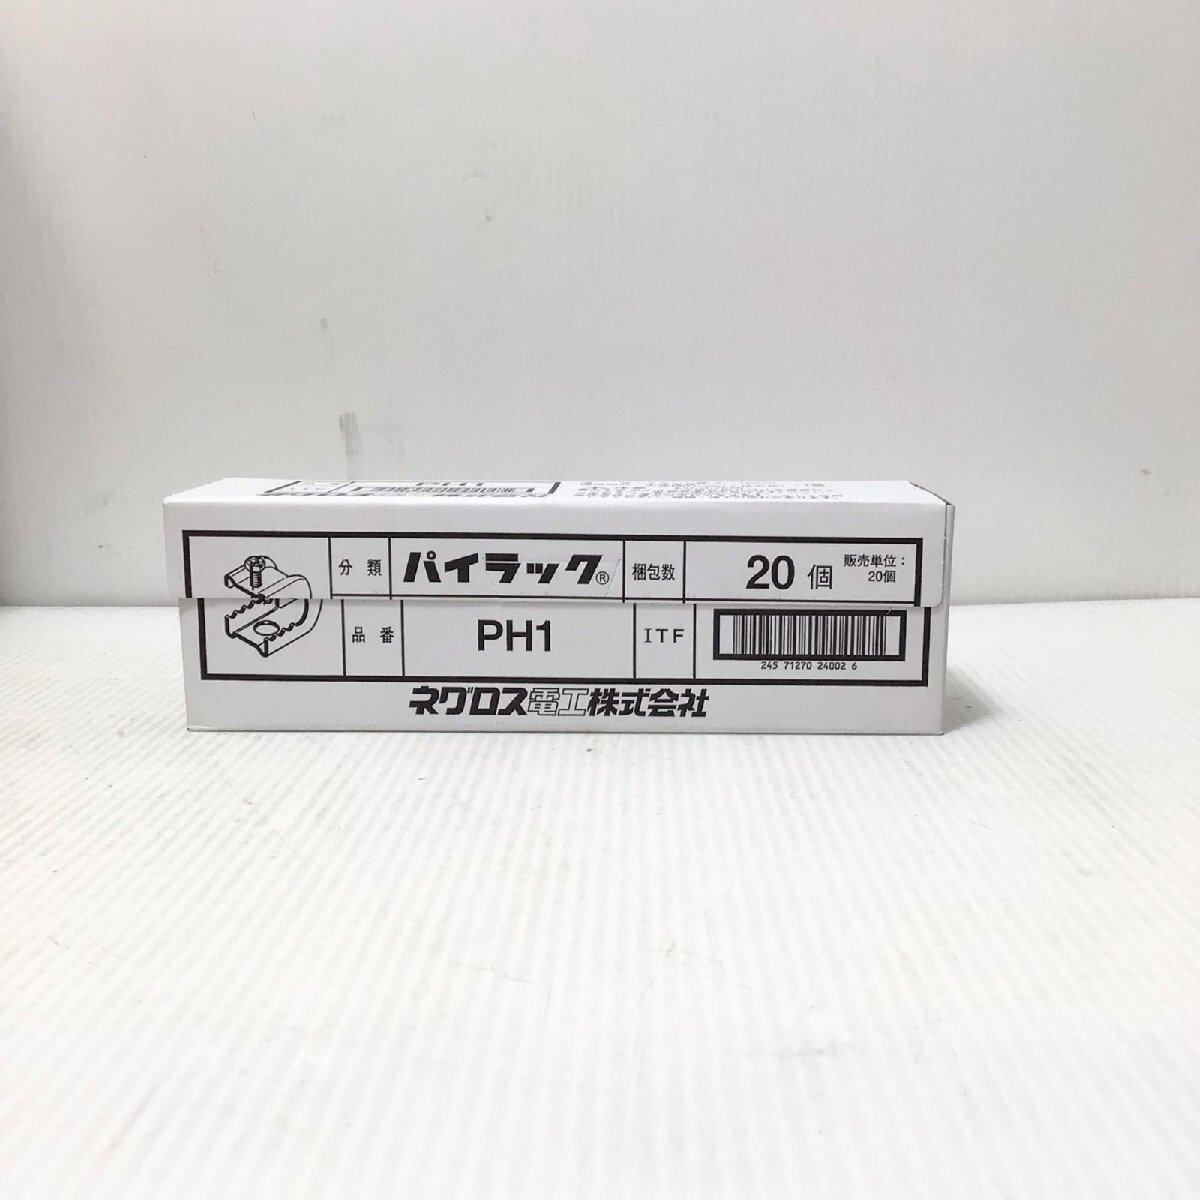 PH1
分類 パイラック® 梱包数 20個 販売単位：
20個
品番 PH1 ITF
245 71270 24002 6
ネグロス電工株式会社